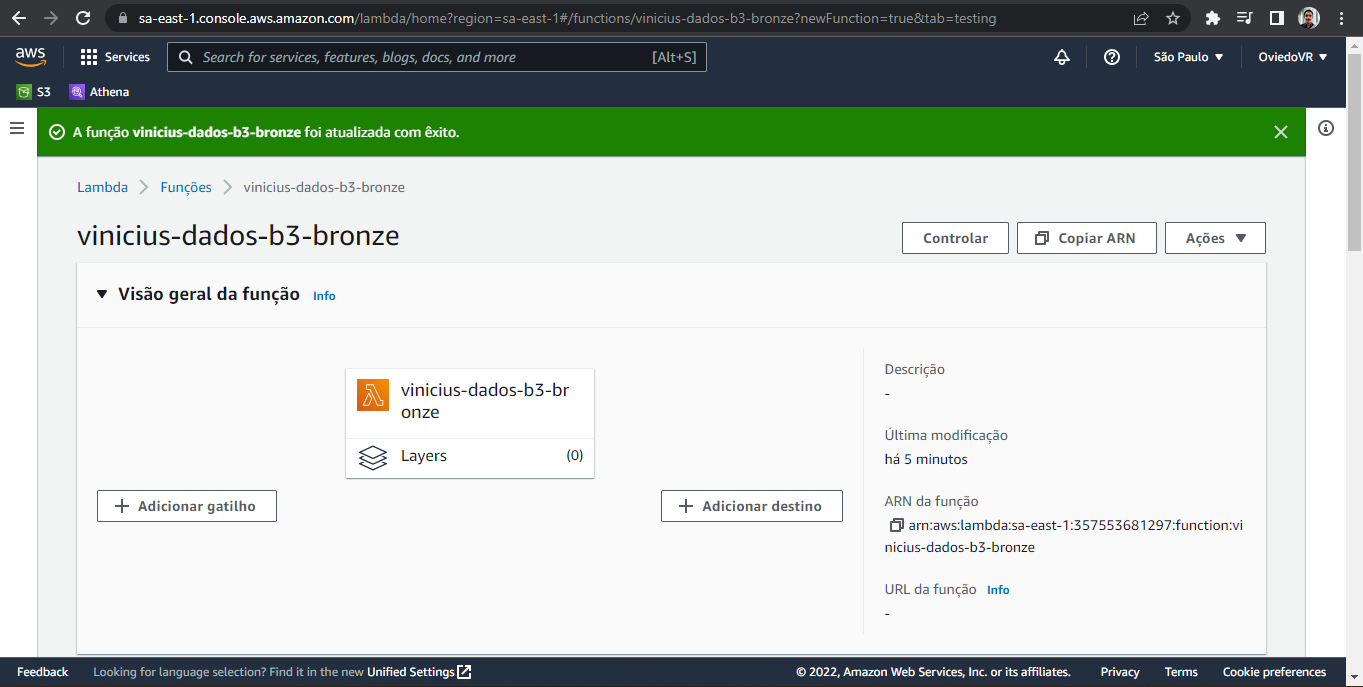 sa-east-1.console.aws.amazon.com/lambda/home?region=sa-east-1#/functions/vinicius-dados-b3-bronze?newFunction=true&tab=testing
aws
Services
Search for services, features, blogs, docs, and more
[Alt+S]
São Paulo ▼
OviedoVR ▼
S3
Athena
A função vinicius-dados-b3-bronze foi atualizada com êxito.
Lambda > Funções > vinicius-dados-b3-bronze
vinicius-dados-b3-bronze
Controlar
Copiar ARN
Ações ▼
▼ Visão geral da função Info
vinicius-dados-b3-br
onze
Layers (0)
+ Adicionar gatilho
+ Adicionar destino
Descrição
-
Última modificação
há 5 minutos
ARN da função
arn:aws:lambda:sa-east-1:357553681297:function:vi
nicius-dados-b3-bronze
URL da função Info
-
Feedback
Looking for language selection? Find it in the new Unified Settings
© 2022, Amazon Web Services, Inc. or its affiliates.
Privacy
Terms
Cookie preferences